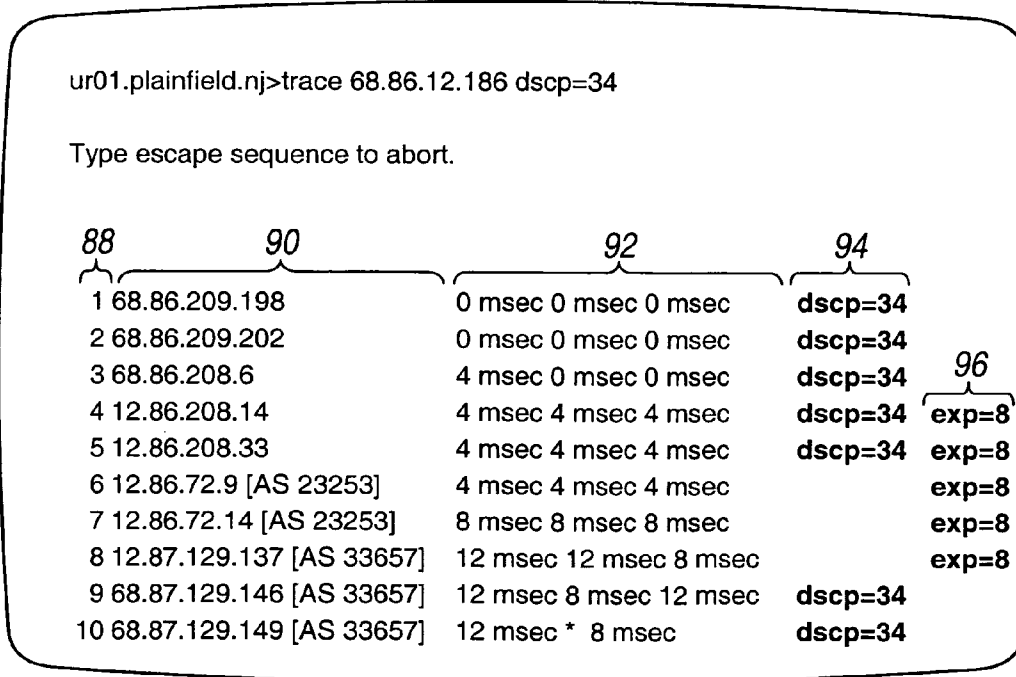 ur01.plainfield.nj>trace 68.86.12.186 dscp=34
Type escape sequence to abort.
88 90 92 94
1 68.86.209.198 0 msec 0 msec 0 msec dscp=34
2 68.86.209.202 0 msec 0 msec 0 msec dscp=34
3 68.86.208.6 4 msec 0 msec 0 msec dscp=34 96
4 12.86.208.14 4 msec 4 msec 4 msec dscp=34 exp=8
5 12.86.208.33 4 msec 4 msec 4 msec dscp=34 exp=8
6 12.86.72.9 [AS 23253] 4 msec 4 msec 4 msec exp=8
7 12.86.72.14 [AS 23253] 8 msec 8 msec 8 msec exp=8
8 12.87.129.137 [AS 33657] 12 msec 12 msec 8 msec exp=8
9 68.87.129.146 [AS 33657] 12 msec 8 msec 12 msec dscp=34
10 68.87.129.149 [AS 33657] 12 msec * 8 msec dscp=34